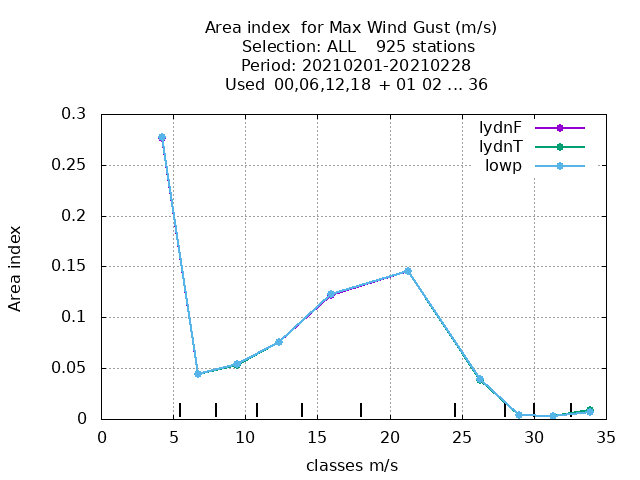 Area index  for Max Wind Gust (m/s)
Selection: ALL    925 stations
Period: 20210201-20210228
Used  00,06,12,18  + 01 02 ... 36
0.3
0.25
0.2
0.15
0.1
0.05
0
Area index
lydnF
lydnT
lowp
0 5 10 15 20 25 30 35
classes m/s